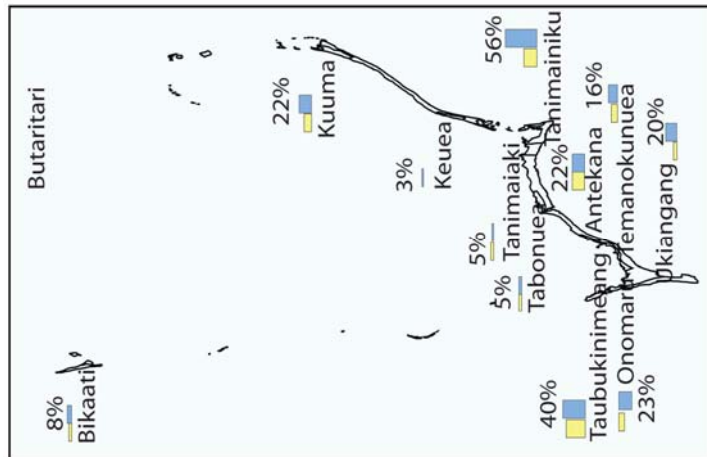 Butaritari
8%
Bikaati
22%
Kuuma
3%
Keuea
5%
Tanimaiaki
5%
Tabonuea
56%
Tanimainiku
22%
Antekana
16%
Temanokunuea
20%
Ukiangang
40%
Taubukinimeang
Onomaru
23%